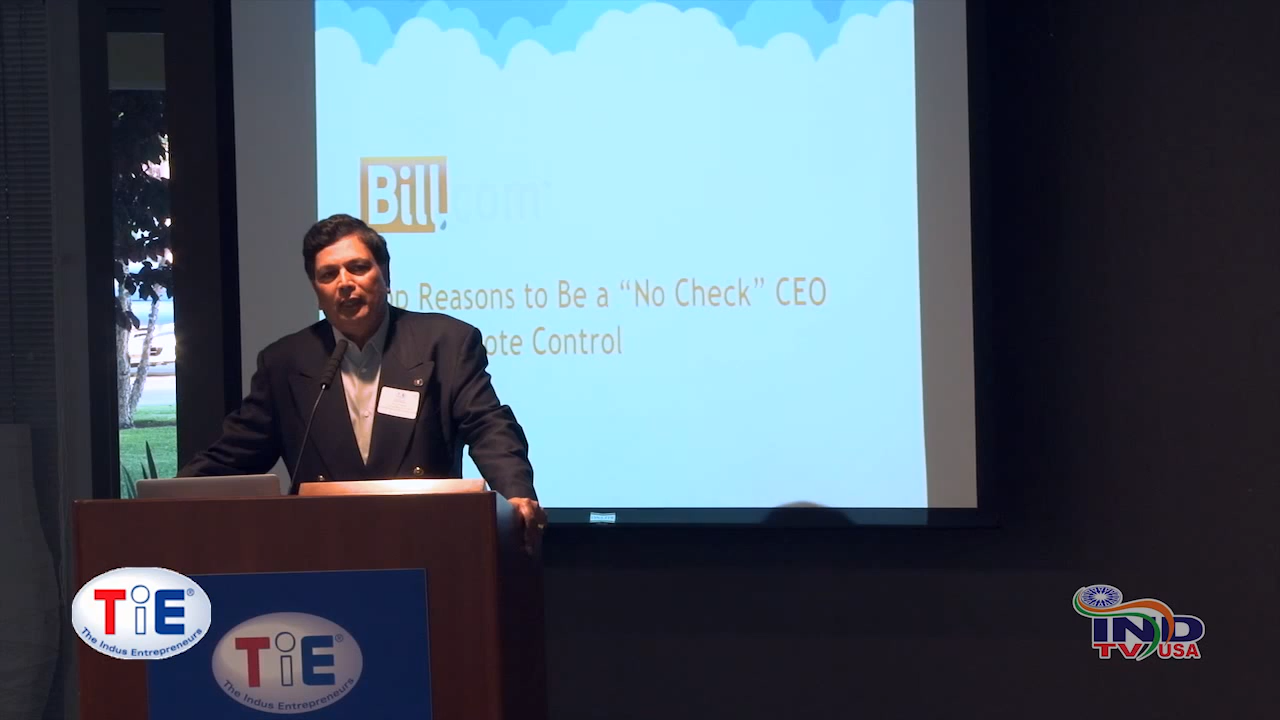 Bill.com
Reasons to Be a “No Check” CEO
Control
TiE®
The Indus Entrepreneurs
TiE®
The Indus Entrepreneurs
IND
TV USA